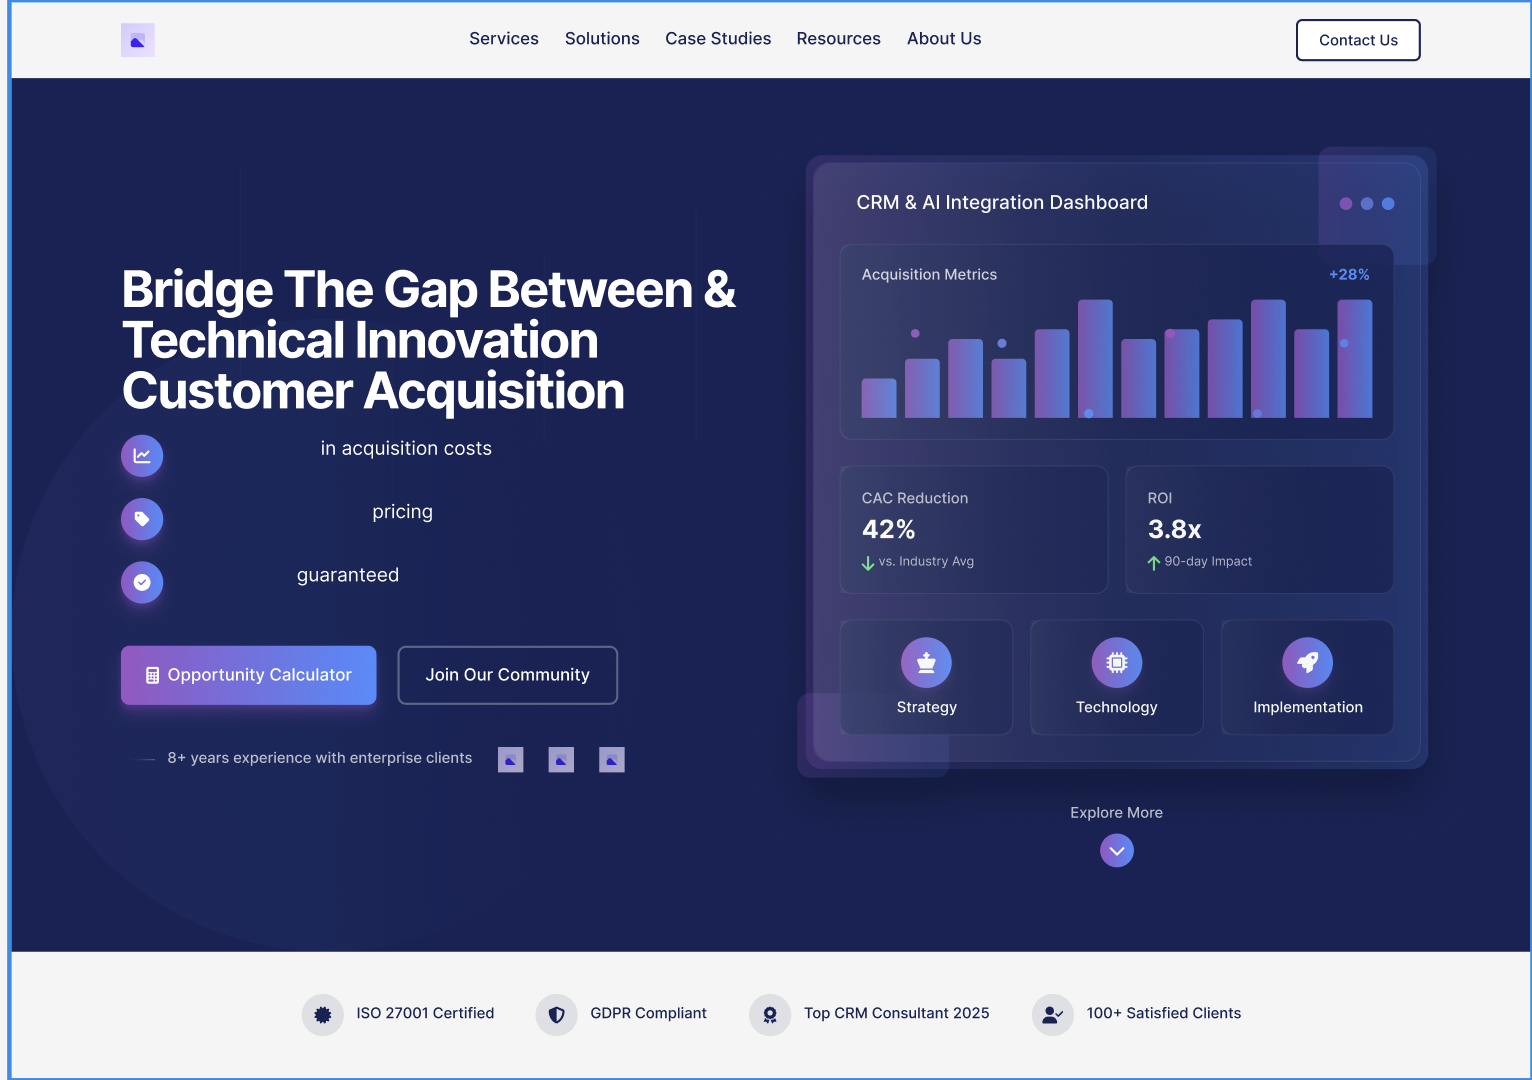 Services Solutions Case Studies Resources About Us
Contact Us
Bridge The Gap Between &
Technical Innovation
Customer Acquisition
in acquisition costs
pricing
guaranteed
Opportunity Calculator
Join Our Community
8+ years experience with enterprise clients
CRM & AI Integration Dashboard
Acquisition Metrics
+28%
CAC Reduction
42%
vs. Industry Avg
ROI
3.8x
90-day Impact
Strategy
Technology
Implementation
Explore More
ISO 27001 Certified
GDPR Compliant
Top CRM Consultant 2025
100+ Satisfied Clients